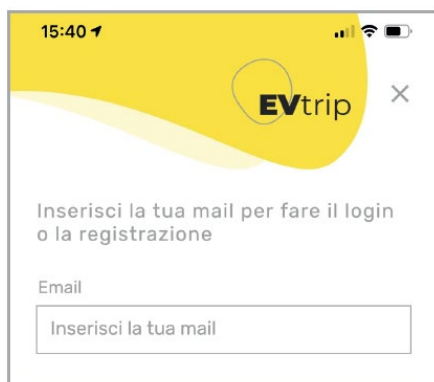 15:40
EVtrip
Inserisci la tua mail per fare il login
o la registrazione
Email
Inserisci la tua mail